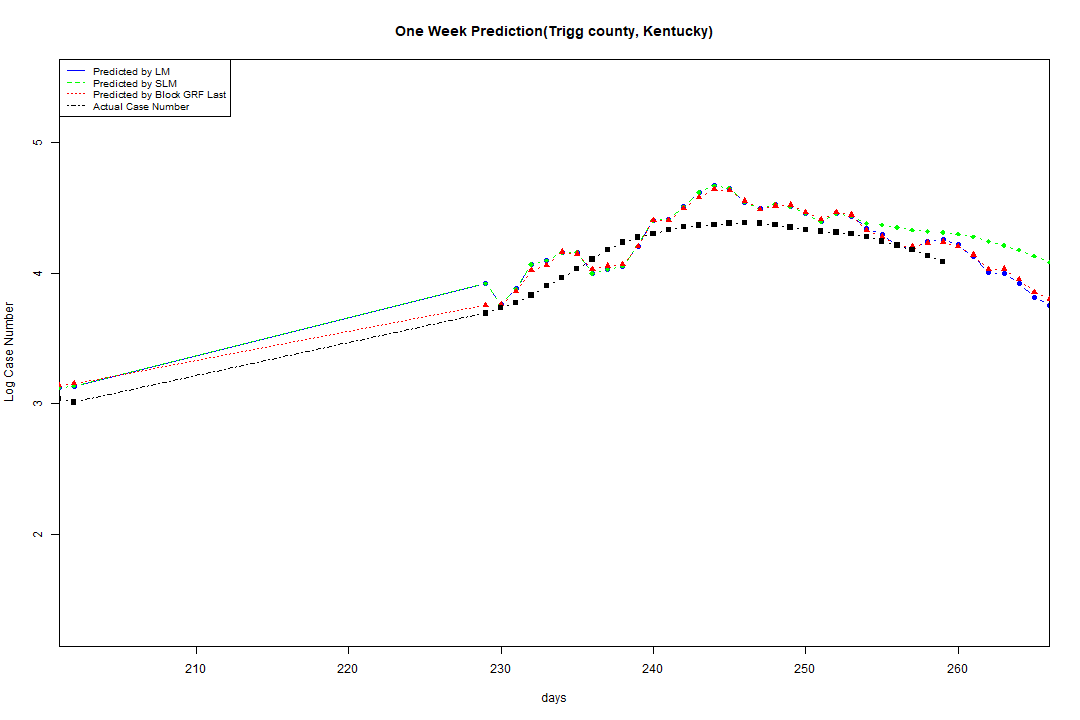 One Week Prediction(Trigg county, Kentucky)
Predicted by LM
Predicted by SLM
Predicted by Block GRF Last
Actual Case Number
5
4
3
2
Log Case Number
210 220 230 240 250 260
days